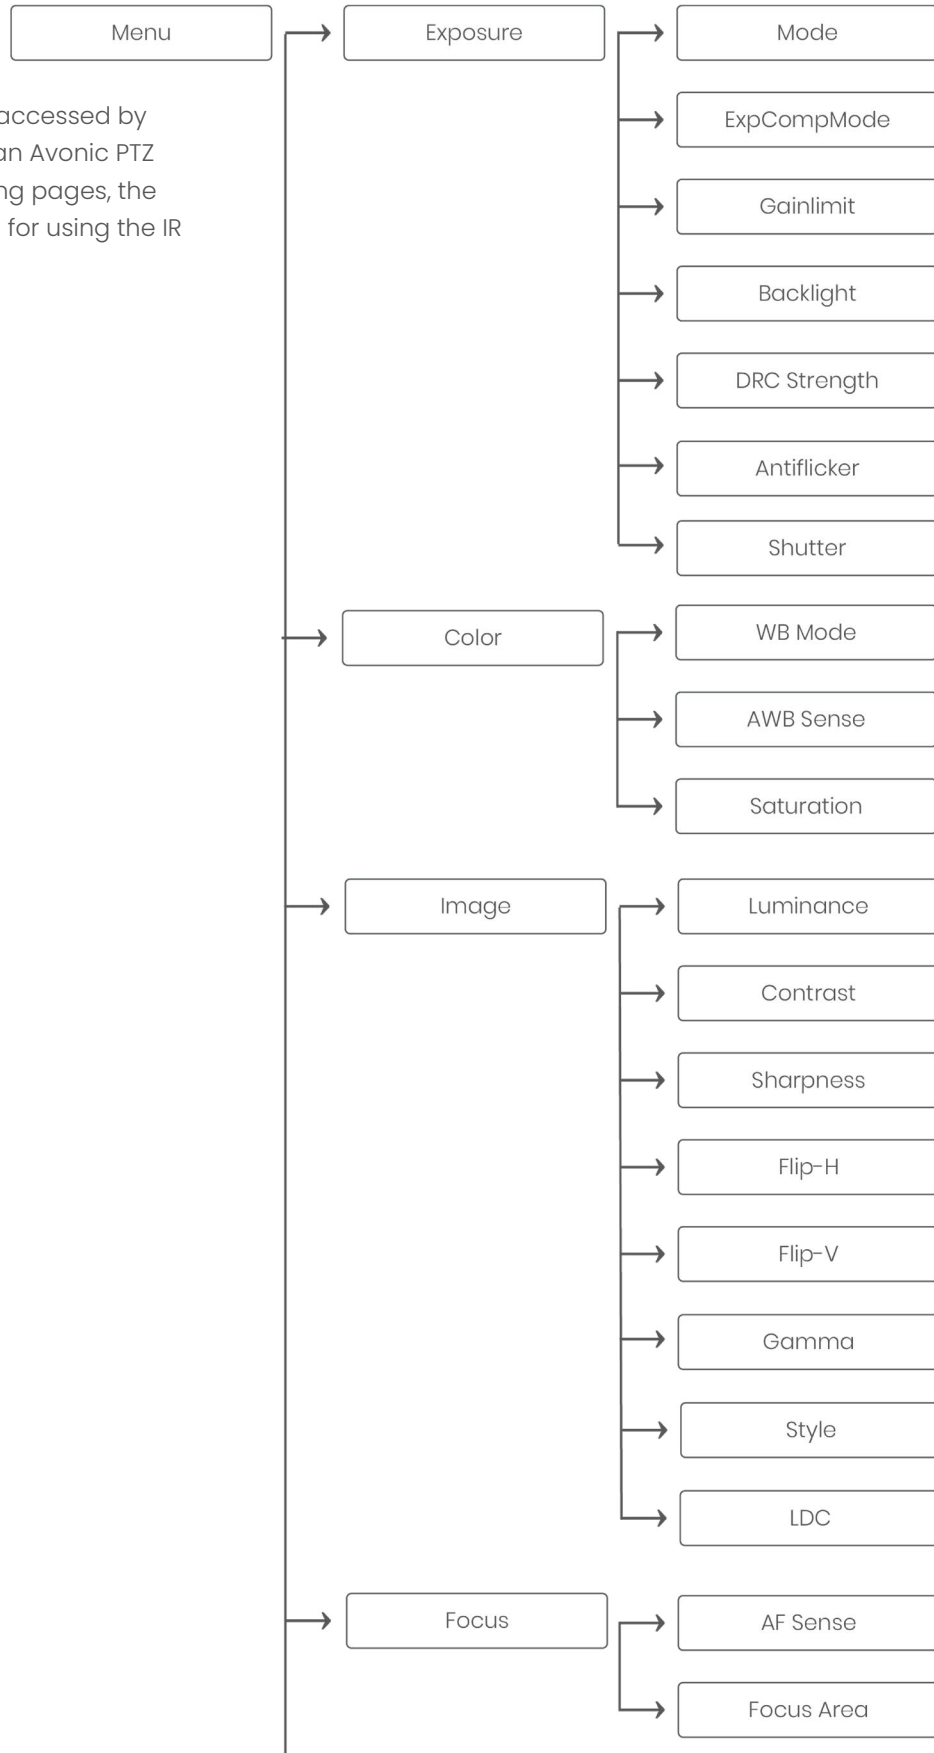 Menu
Exposure
Mode
accessed by
ExpCompMode
an Avonic PTZ
ng pages, the
Gainlimit
for using the IR
Backlight
DRC Strength
Antiflicker
Shutter
Color
WB Mode
AWB Sense
Saturation
Image
Luminance
Contrast
Sharpness
Flip-H
Flip-V
Gamma
Style
LDC
Focus
AF Sense
Focus Area